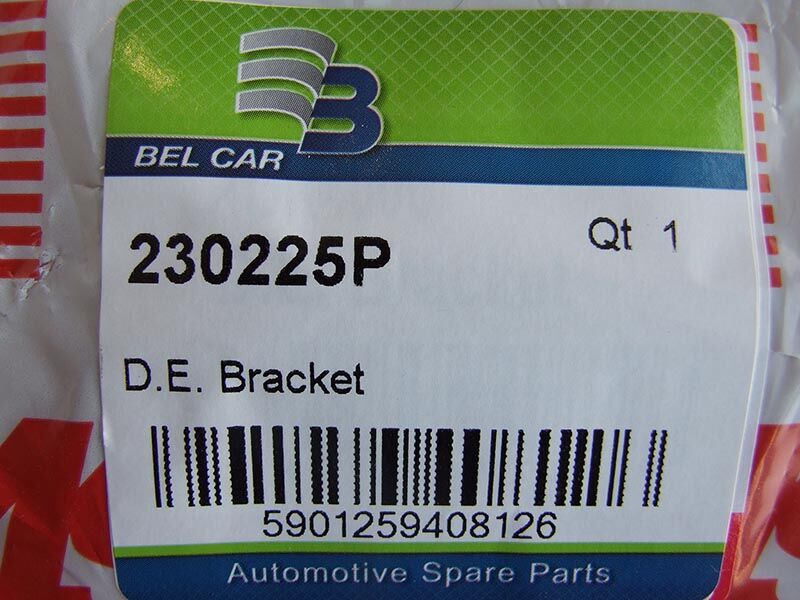 B
BEL CAR
230225P
Qt 1
D.E. Bracket
5901259408126
Automotive Spare Parts